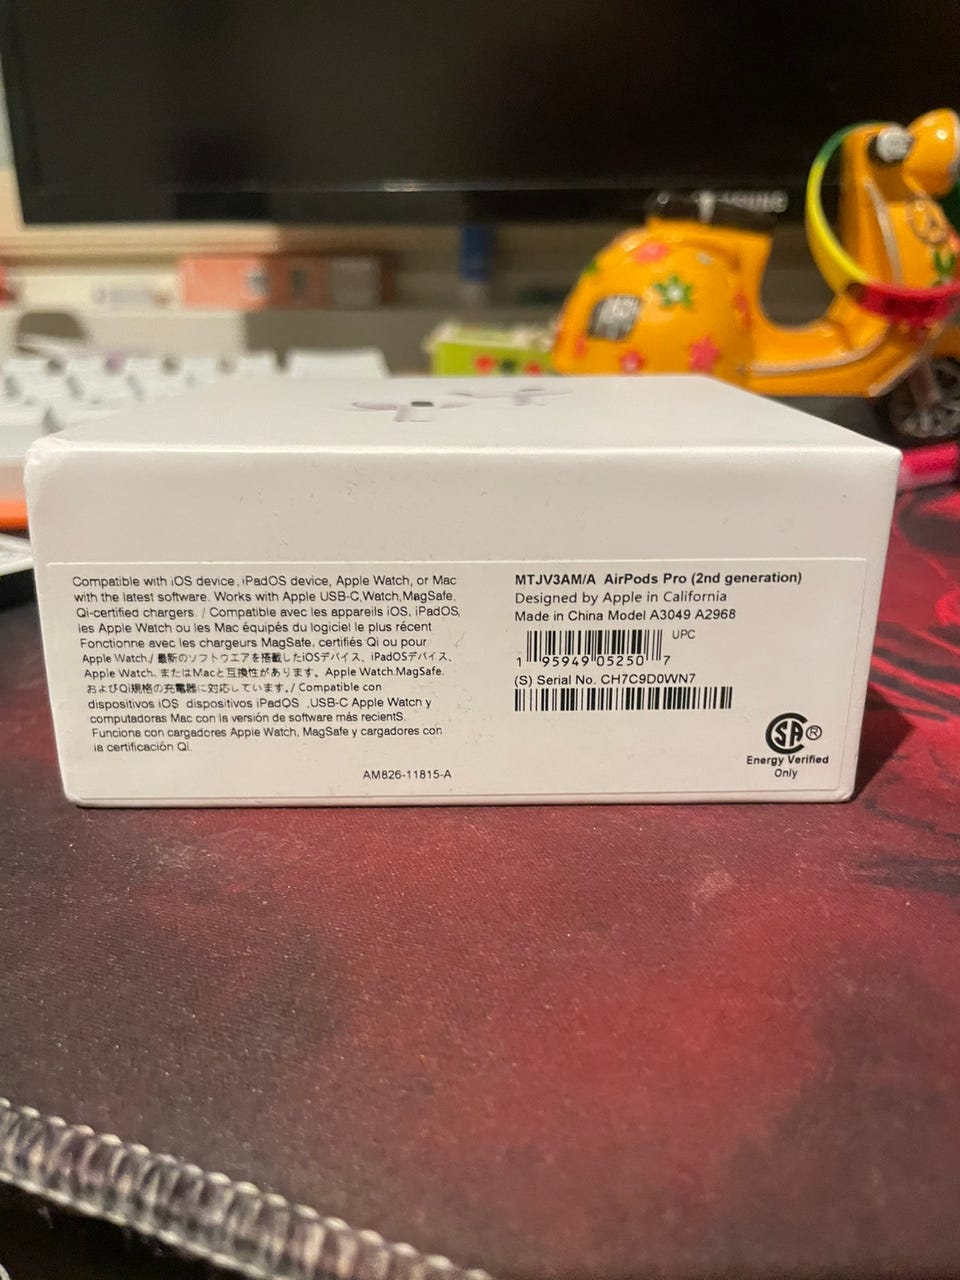 Compatible with iOS device, iPadOS device, Apple Watch, or Mac
with the latest software. Works with Apple USB-C,Watch,MagSafe.
Qi-certified chargers. / Compatible avec les appareils iOS, iPadOS,
les Apple Watch ou les Mac équipés du logiciel le plus récent
Fonctionne avec les chargeurs MagSafe, certifiés Qi ou pour
Apple Watch./ 最新のソフトウエアを搭載したiOSデバイス、iPadOSデバイス、
Apple Watch、またはMacと互換性があります。Apple Watch.MagSafe.
およびQi規格の充電器に対応しています。/ Compatible con
dispositivos iOS dispositivos iPadOS ,USB-C Apple Watch y
computadoras Mac con la versión de software más recientS.
Funciona con cargadores Apple Watch, MagSafe y cargadores con
la certificación Qi.
AM826-11815-A
MTJV3AM/A AirPods Pro (2nd generation)
Designed by Apple in California
Made in China Model A3049 A2968
UPC
1 95949 05250 7
(S) Serial No. CH7C9D0WN7
SA ®
Energy Verified
Only